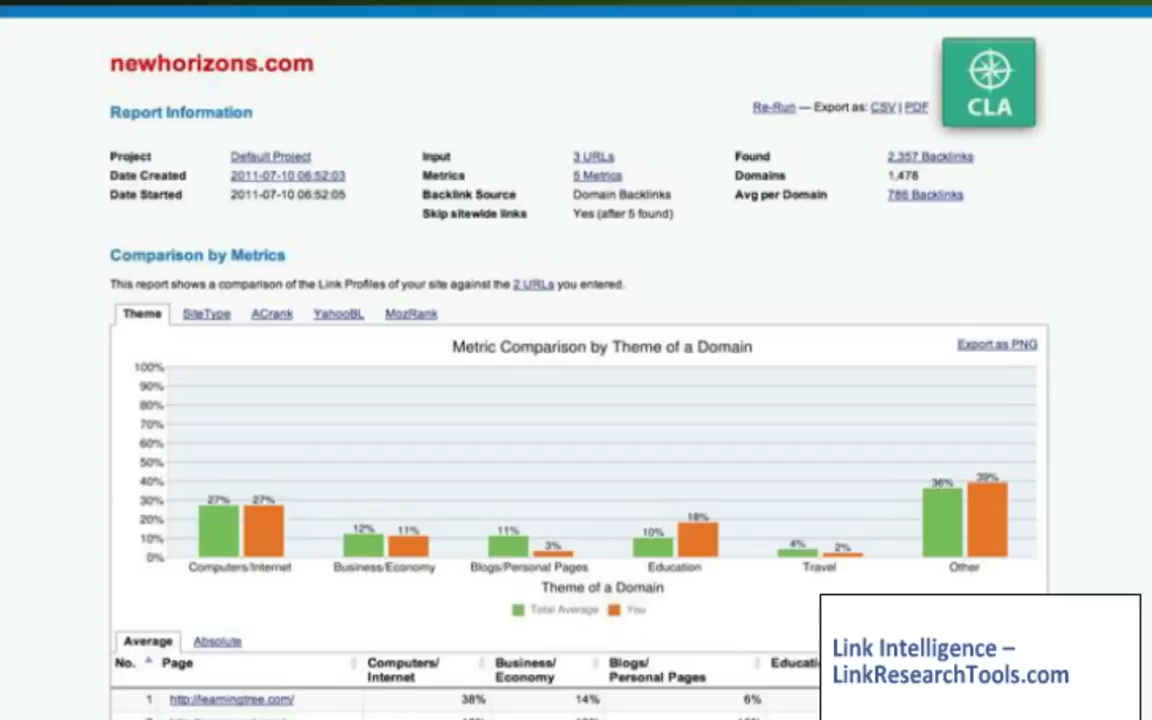 newhorizons.com
CLA
Report Information
Re-Run — Export as: CSV | PDF
Project Default Project Input 3 URLs Found 2,357 Backlinks
Date Created 2011-07-10 06:52:03 Metrics 5 Metrics Domains 1,478
Date Started 2011-07-10 06:52:05 Backlink Source Domain Backlinks Avg per Domain 786 Backlinks
Skip sitewide links Yes (after 5 found)
Comparison by Metrics
This report shows a comparison of the Link Profiles of your site against the 2 URLs you entered.
Theme SiteType ACrank YahooBL MozRank
Metric Comparison by Theme of a Domain Export as PNG
100%
90%
80%
70%
60%
50%
40%
30%
20%
10%
0%
27% 27% 12% 11% 11% 3% 10% 18% 4% 2% 36% 39%
Computers/Internet Business/Economy Blogs/Personal Pages Education Travel Other
Theme of a Domain
Total Average You
Average Absolute
No. Page Computers/ Internet Business/ Economy Blogs/ Personal Pages
1 http://learningtree.com/ 38% 14% 6%
Link Intelligence –
LinkResearchTools.com